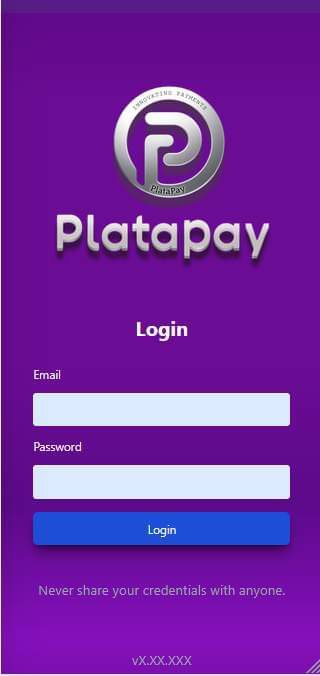 INNOVATING PAYMENTS
PlataPay
Platapay
Login
Email
Password
Login
Never share your credentials with anyone.
vX.XX.XXX